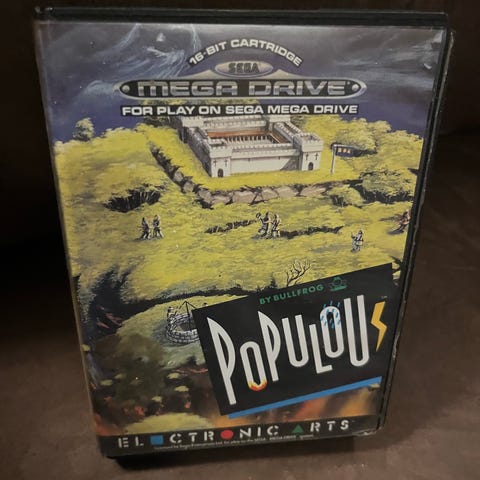 16-BIT CARTRIDGE
SEGA
MEGA DRIVE
FOR PLAY ON SEGA MEGA DRIVE
BY BULLFROG
POPULOUS
ELECTRONIC ARTS